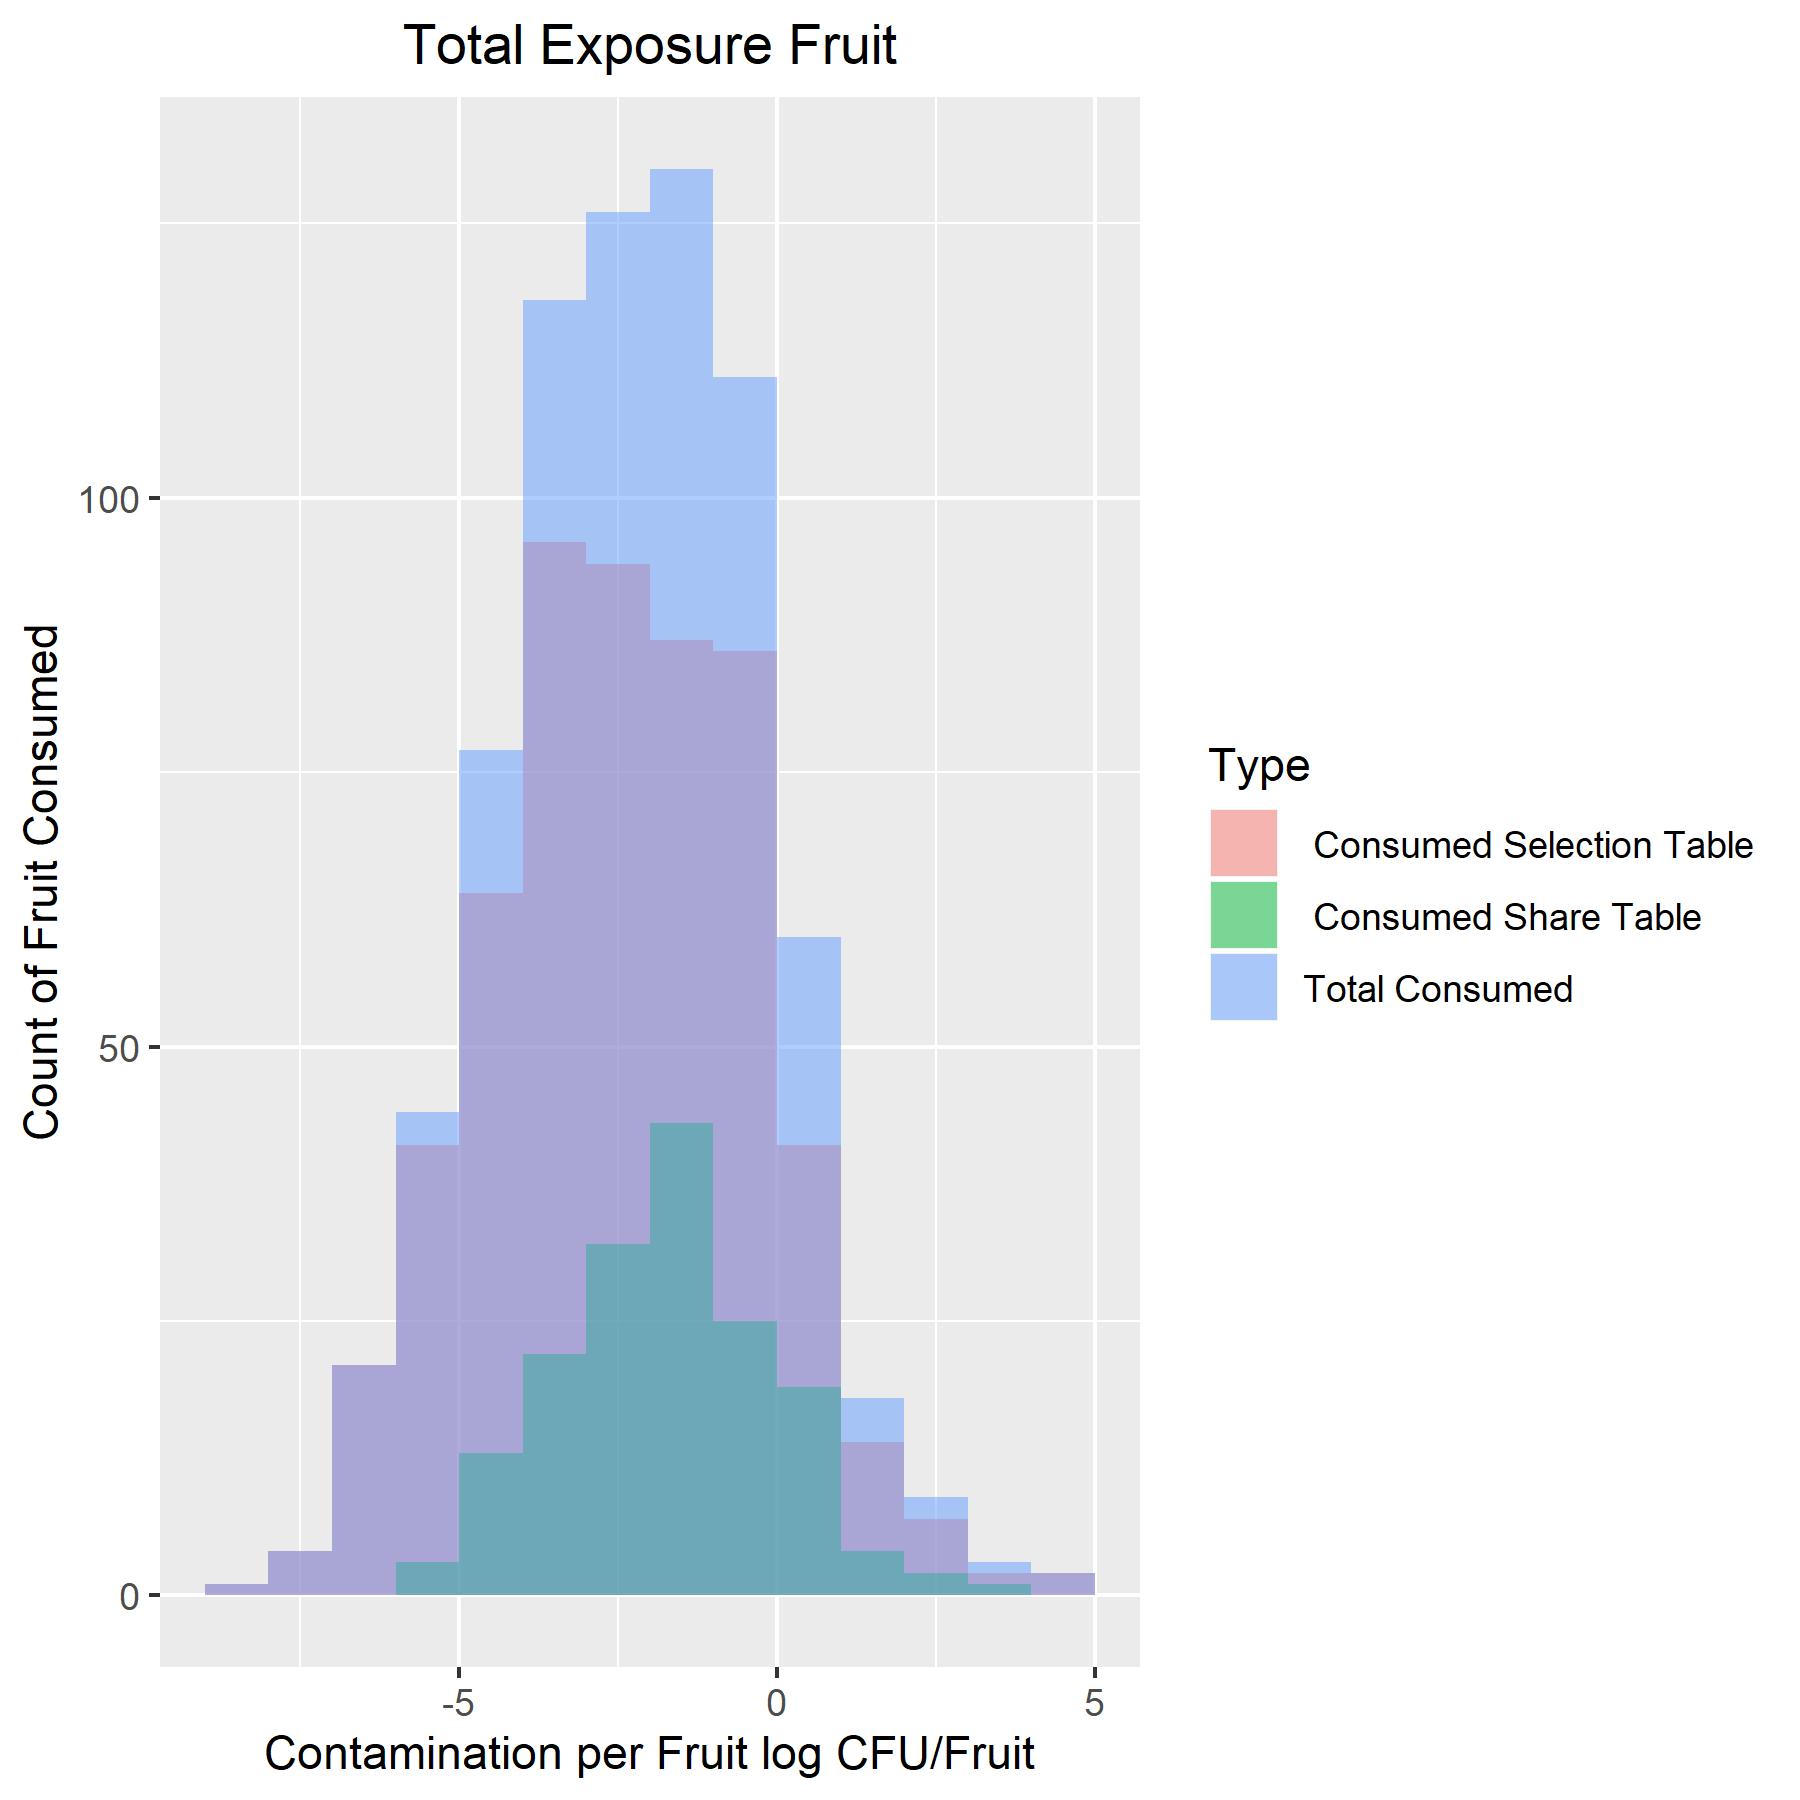 Total Exposure Fruit
Count of Fruit Consumed
100
50
0
-5
0
5
Contamination per Fruit log CFU/Fruit
Type
Consumed Selection Table
Consumed Share Table
Total Consumed